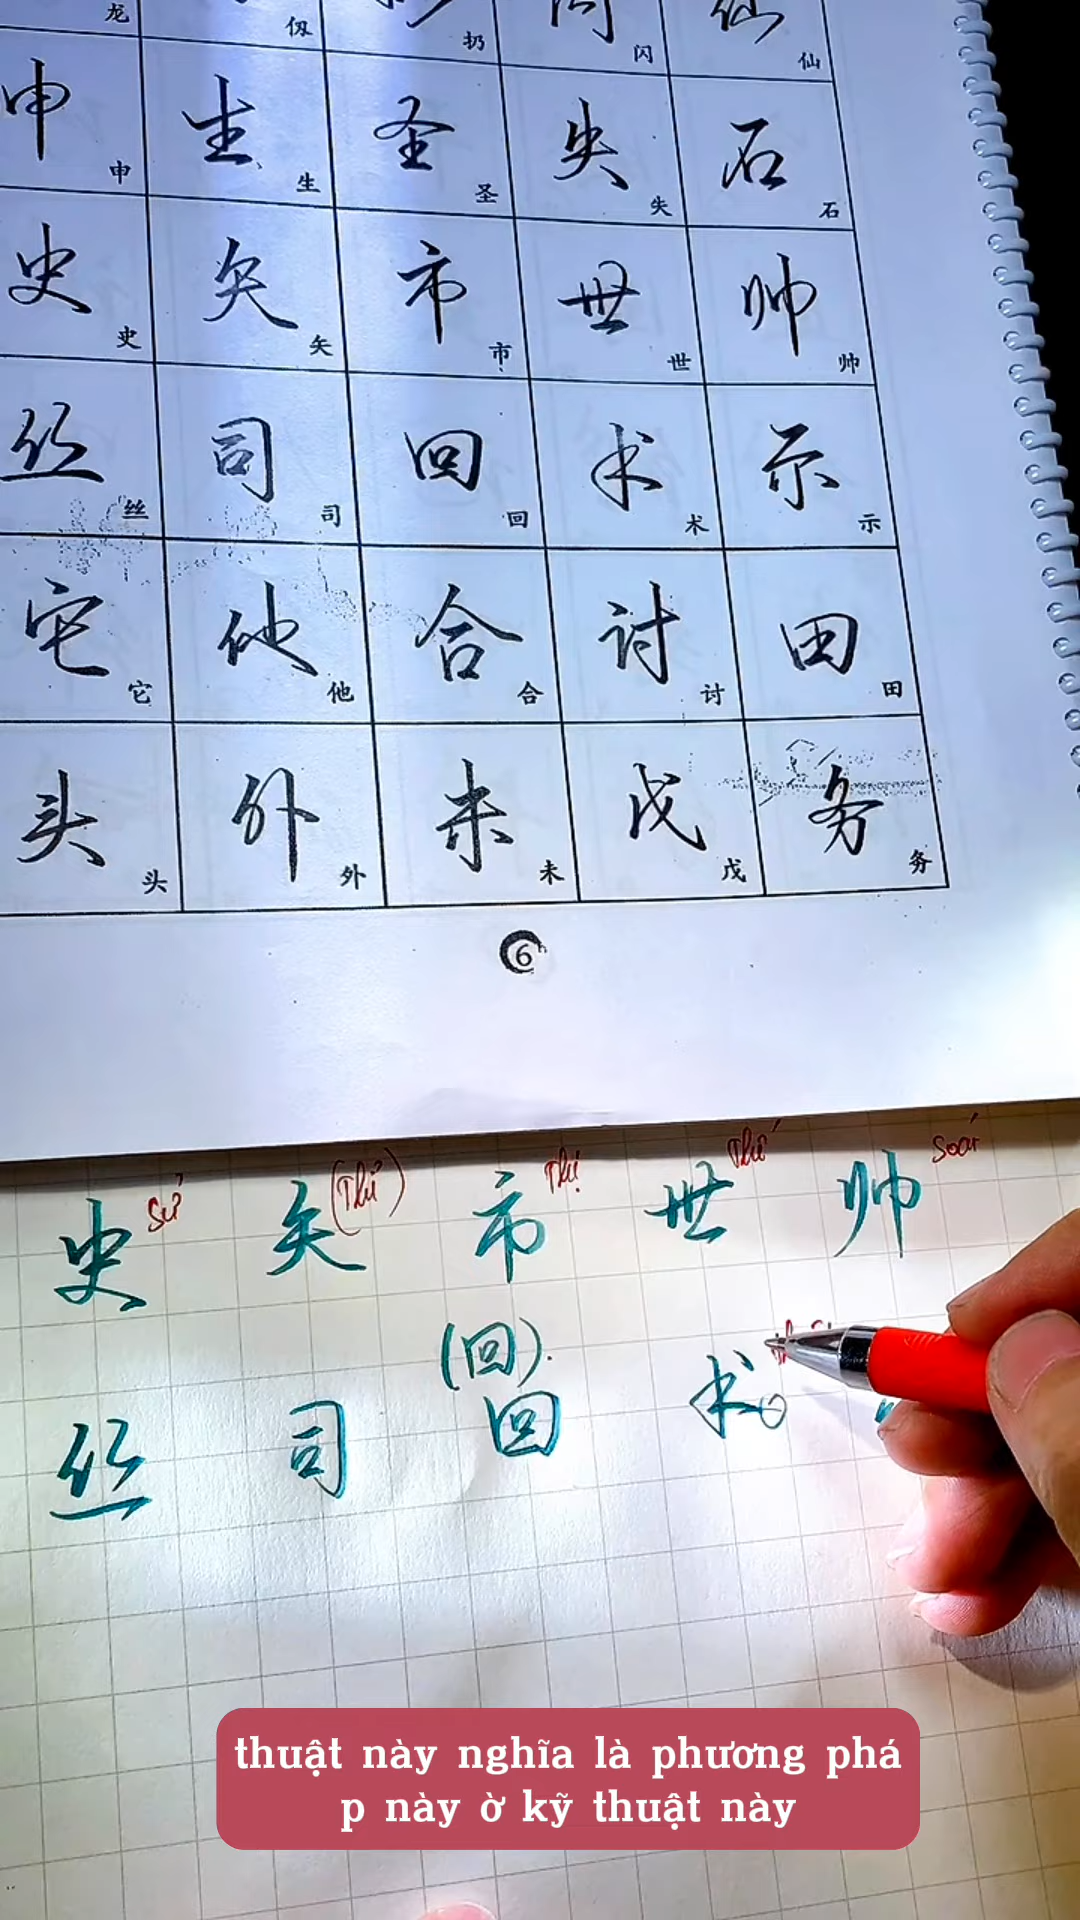 龙 仭 扔 闪 仙 仙
申 申 生 生 圣 圣 失 失 石 石
史 史 矢 矢 市 市 世 世 帅 帅
丝 丝 司 司 回 回 术 术 示 示
它 它 他 他 合 合 讨 讨 田 田
头 头 外 外 未 未 戊 戊 务 务
6
史 sử 矢 (Thỉ) 市 Thị 世 Thế 帅 Soái
(回).
丝 司 回 术
thuật này nghĩa là phương phá
p này ờ kỹ thuật này